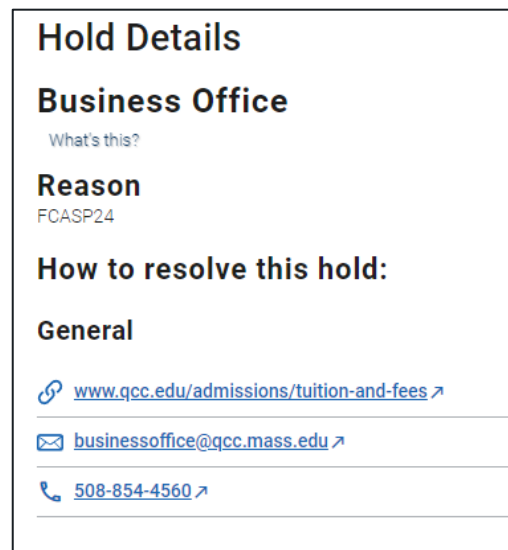 Hold Details
Business Office
What's this?
Reason
FCASP24
How to resolve this hold:
General
www.qcc.edu/admissions/tuition-and-fees
businessoffice@qcc.mass.edu
508-854-4560